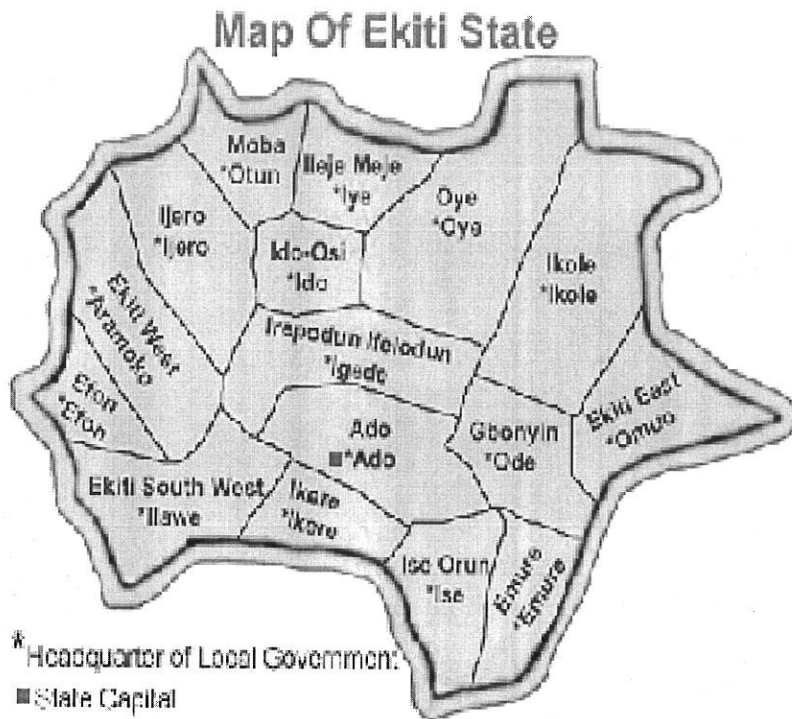 Map Of Ekiti State
Moba
*Otun
Ileje Meje
*Iye
Oye
*Oye
Ijero
*Ijero
Ido-Osi
*Ido
Ikole
*Ikole
Ekiti West
*Aramoko
Irepodun Ifelodun
*Igede
Efon
*Efon
Ekiti East
*Omuo
Ado
*Ado
Gbonyin
*Ode
Ekiti South West
*Ilawe
Ikere
*Ikere
Ise Orun
*Ise
Emure
*Emure
*Headquarter of Local Government
State Capital